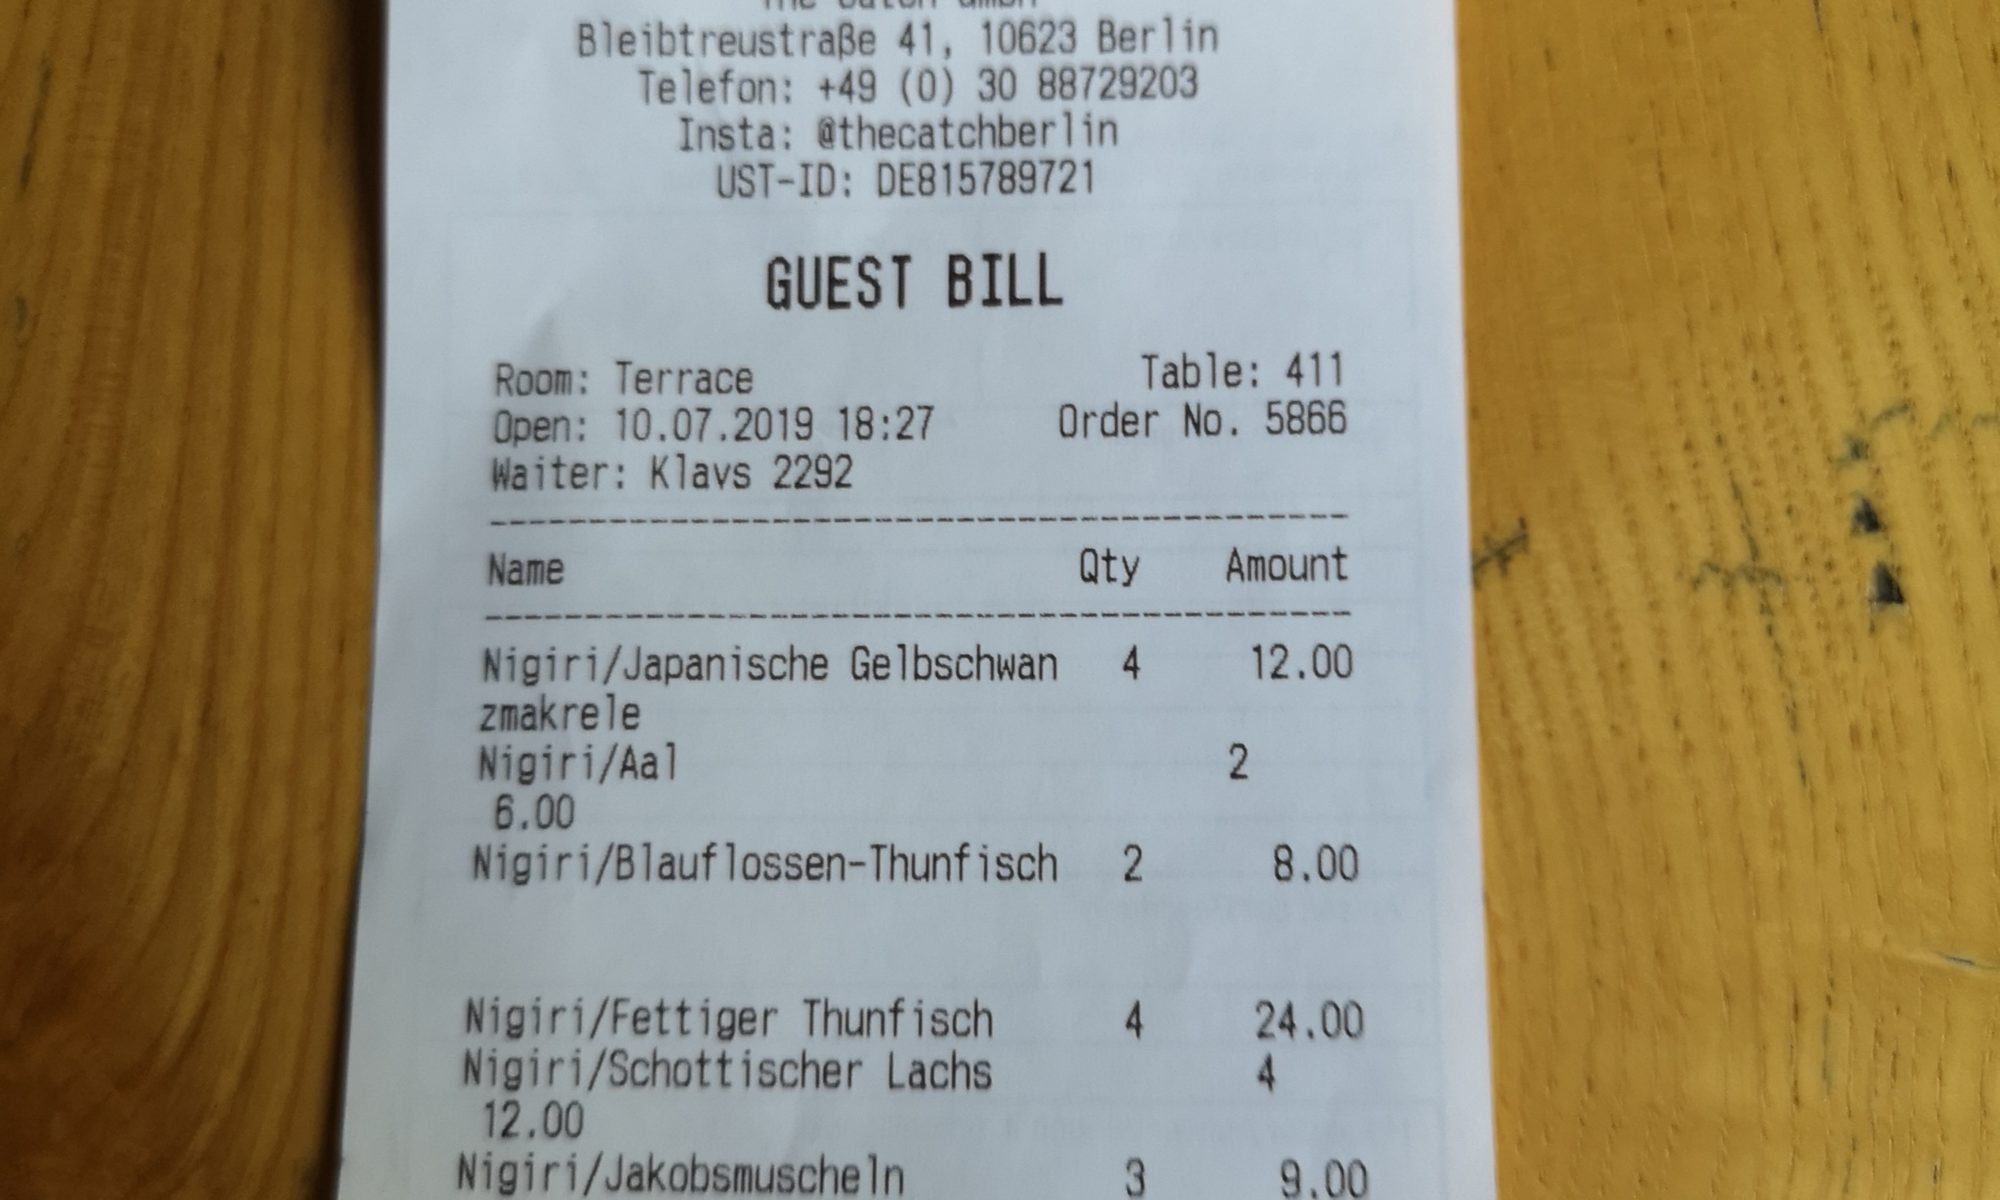 The Catch GmbH
Bleibtreustraße 41, 10623 Berlin
Telefon: +49 (0) 30 88729203
Insta: @thecatchberlin
UST-ID: DE815789721
GUEST BILL
Room: Terrace Table: 411
Open: 10.07.2019 18:27 Order No. 5866
Waiter: Klavs 2292
Name Qty Amount
Nigiri/Japanische Gelbschwan 4 12.00
zmakrele
Nigiri/Aal 2
6.00
Nigiri/Blauflossen-Thunfisch 2 8.00
Nigiri/Fettiger Thunfisch 4 24.00
Nigiri/Schottischer Lachs 4
12.00
Nigiri/Jakobsmuscheln 3 9.00